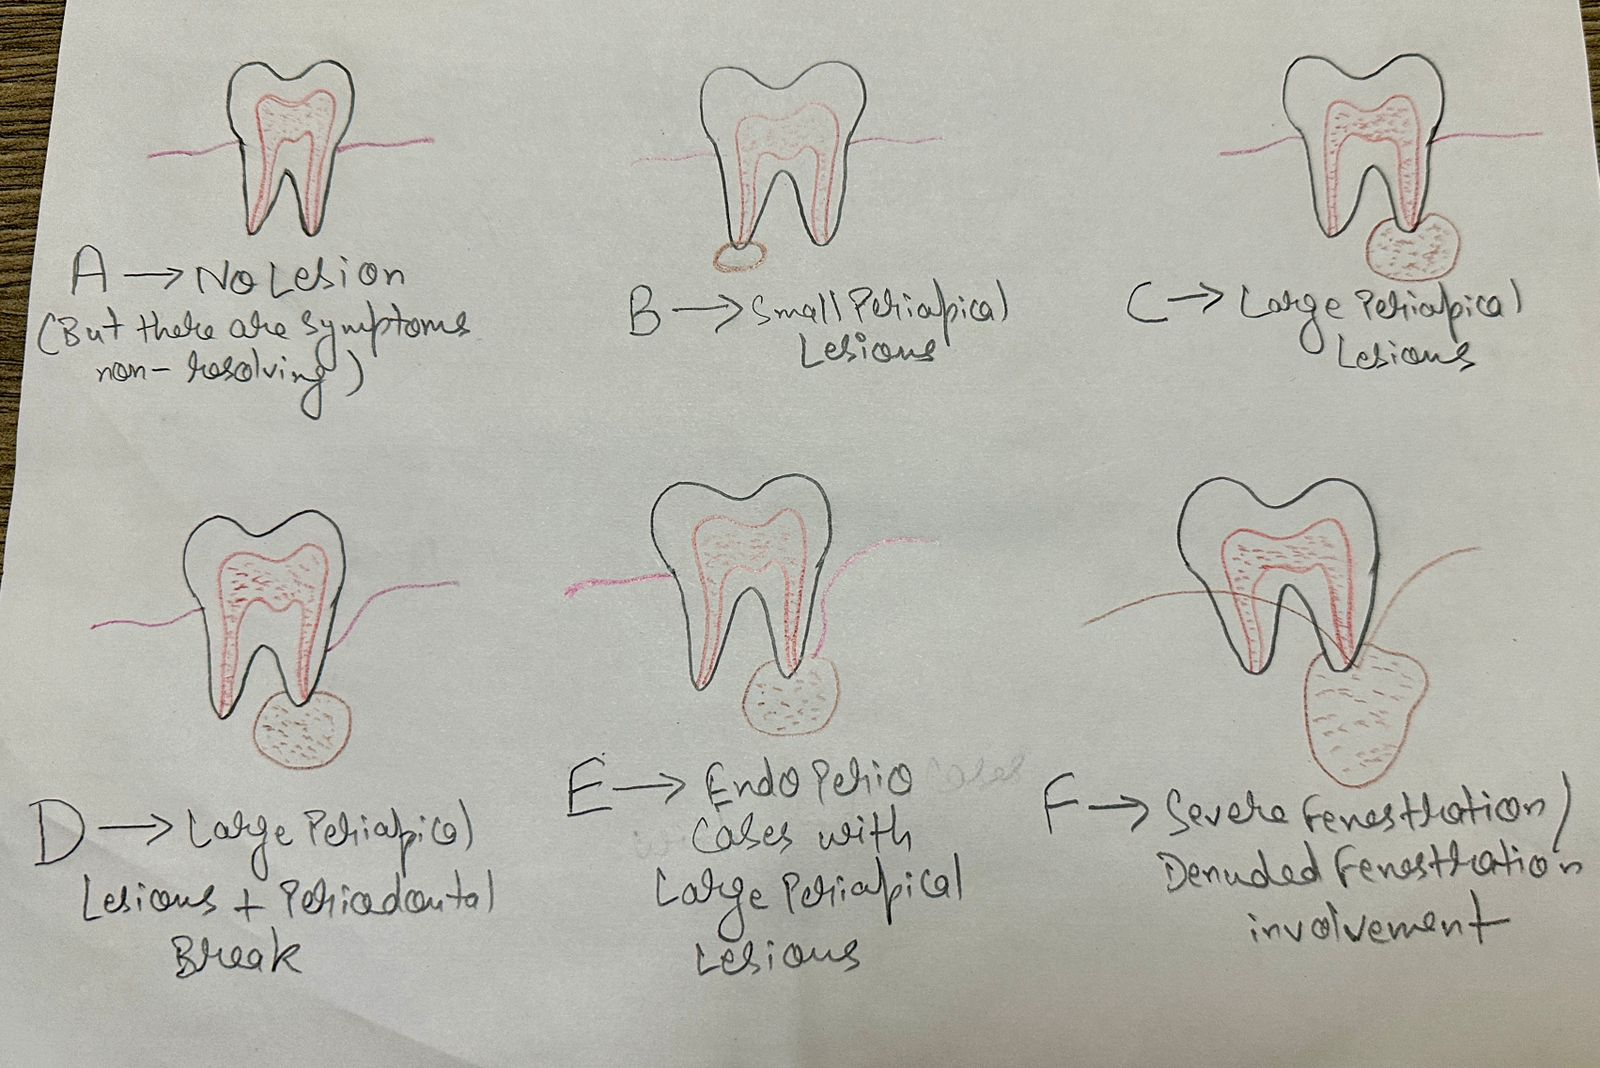 A → No Lesion
(But there are symptoms
non-resolving)
B → Small Periapical
Lesions
C → Large Periapical
Lesions
D → Large Periapical
Lesions + Periodontal
Break
E → Endo Perio cases
cases with
Large Periapical
Lesions
F → Severe Fenestration/
Denuded Fenestration
involvement